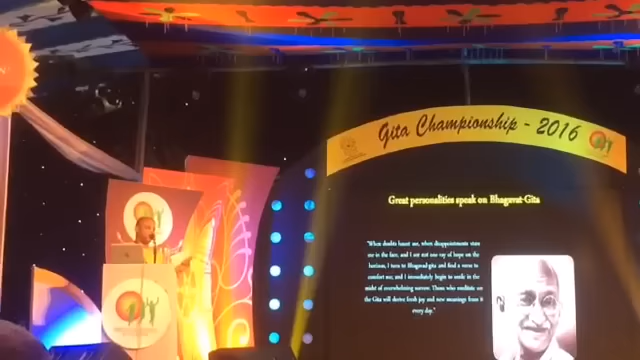 Gita Championship - 2016
Great personalities speak on Bhagavat-Gita
"When doubts haunt me, when disappointments stare
me in the face, and I see not one ray of hope on the
horizon, I turn to Bhagavad-gita and find a verse to
comfort me; and I immediately begin to smile in the
midst of overwhelming sorrow. Those who meditate on
the Gita will derive fresh joy and new meanings from it
every day."